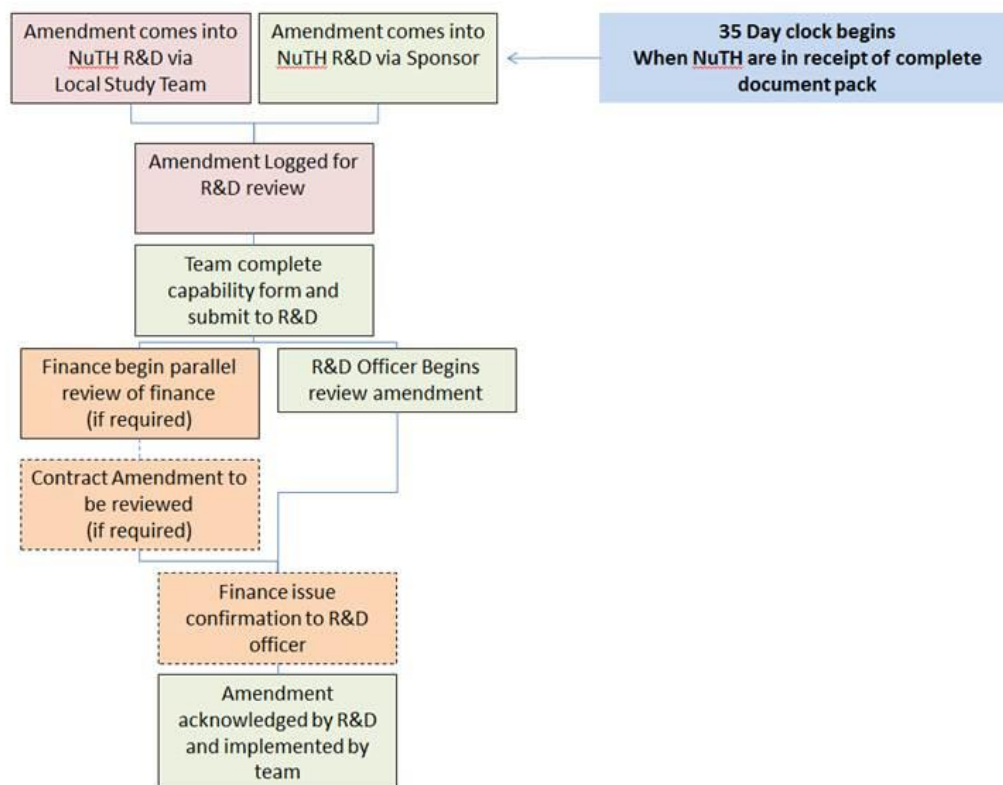 Amendment comes into
NuTH R&D via
Local Study Team
Amendment comes into
NuTH R&D via Sponsor
35 Day clock begins
When NuTH are in receipt of complete
document pack
Amendment Logged for
R&D review
Team complete
capability form and
submit to R&D
Finance begin parallel
review of finance
(if required)
R&D Officer Begins
review amendment
Contract Amendment to
be reviewed
(if required)
Finance issue
confirmation to R&D
officer
Amendment
acknowledged by R&D
and implemented by
team